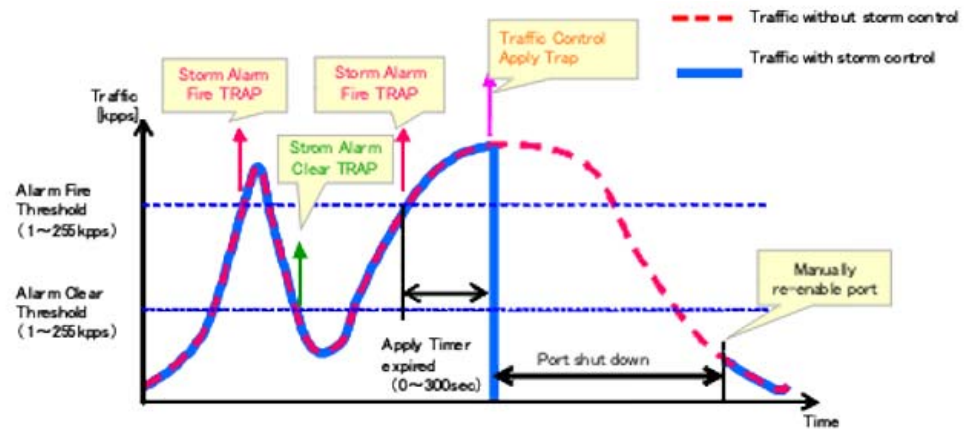 Traffic without storm control
Traffic with storm control
Traffic Control
Apply Trap
Storm Alarm
Fire TRAP
Storm Alarm
Fire TRAP
Strom Alarm
Clear TRAP
Traffic
[kpps]
Alarm Fire
Threshold
(1~255kpps)
Alarm Clear
Threshold
(1~255kpps)
Manually
re-enable port
Apply Timer
expired
(0~300sec)
Port shut down
Time